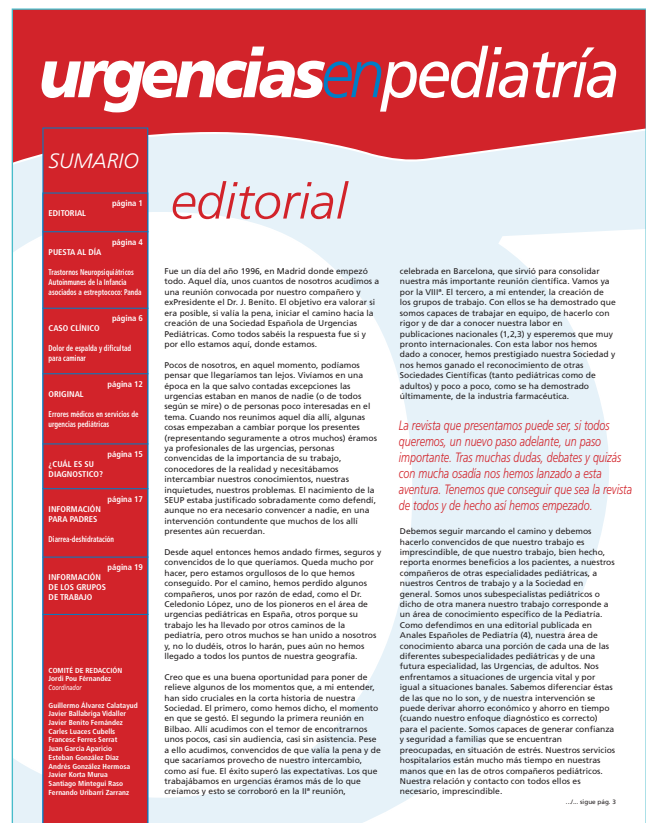 urgenciasenpediatría
SUMARIO
página 1
EDITORIAL
página 4
PUESTA AL DÍA
Trastornos Neuropsiquiátricos
Autoinmunes de la Infancia
asociados a estreptococo: Panda
página 6
CASO CLÍNICO
Dolor de espalda y dificultad
para caminar
página 12
ORIGINAL
Errores médicos en servicios de
urgencias pediátricas
página 15
¿CUÁL ES SU
DIAGNOSTICO?
página 17
INFORMACIÓN
PARA PADRES
Diarrea-deshidratación
página 19
INFORMACIÓN
DE LOS GRUPOS
DE TRABAJO
COMITÉ DE REDACCIÓN
Jordi Pou Férnandez
Coordinador
Guillermo Álvarez Calatayud
Javier Ballabriga Vidaller
Javier Benito Fernández
Carles Luaces Cubells
Francesc Ferres Serrat
Juan García Aparicio
Esteban González Díaz
Andrés González Hermosa
Javier Korta Murua
Santiago Mintegui Raso
Fernando Uribarri Zarranz
editorial
Fue un día del año 1996, en Madrid donde empezó
todo. Aquel día, unos cuantos de nosotros acudimos a
una reunión convocada por nuestro compañero y
exPresidente el Dr. J. Benito. El objetivo era valorar si
era posible, si valía la pena, iniciar el camino hacia la
creación de una Sociedad Española de Urgencias
Pediátricas. Como todos sabéis la respuesta fue si y
por ello estamos aquí, donde estamos.
Pocos de nosotros, en aquel momento, podíamos
pensar que llegaríamos tan lejos. Vivíamos en una
época en la que salvo contadas excepciones las
urgencias estaban en manos de nadie (o de todos
según se mire) o de personas poco interesadas en el
tema. Cuando nos reunimos aquel día allí, algunas
cosas empezaban a cambiar porque los presentes
(representando seguramente a otros muchos) éramos
ya profesionales de las urgencias, personas
convencidas de la importancia de su trabajo,
conocedores de la realidad y necesitábamos
intercambiar nuestros conocimientos, nuestras
inquietudes, nuestros problemas. El nacimiento de la
SEUP estaba justificado sobradamente como defendí,
aunque no era necesario convencer a nadie, en una
intervención contundente que muchos de los allí
presentes aún recuerdan.
Desde aquel entonces hemos andado firmes, seguros y
convencidos de lo que queríamos. Queda mucho por
hacer, pero estamos orgullosos de lo que hemos
conseguido. Por el camino, hemos perdido algunos
compañeros, unos por razón de edad, como el Dr.
Celedonio López, uno de los pioneros en el área de
urgencias pediátricas en España, otros porque su
trabajo les ha llevado por otros caminos de la
pediatría, pero otros muchos se han unido a nosotros
y, no lo dudéis, otros lo harán, pues aún no hemos
llegado a todos los puntos de nuestra geografía.
Creo que es una buena oportunidad para poner de
relieve algunos de los momentos que, a mi entender,
han sido cruciales en la corta historia de nuestra
Sociedad. El primero, como hemos dicho, el momento
en que se gestó. El segundo la primera reunión en
Bilbao. Allí acudimos con el temor de encontrarnos
unos pocos, casi sin audiencia, casi sin asistencia. Pese
a ello acudimos, convencidos de que valía la pena y de
que sacaríamos provecho de nuestro intercambio,
como así fue. El éxito superó las expectativas. Los que
trabajábamos en urgencias éramos más de lo que
creíamos y esto se corroboró en la IIª reunión,
celebrada en Barcelona, que sirvió para consolidar
nuestra más importante reunión científica. Vamos ya
por la VIIIª. El tercero, a mi entender, la creación de
los grupos de trabajo. Con ellos se ha demostrado que
somos capaces de trabajar en equipo, de hacerlo con
rigor y de dar a conocer nuestra labor en
publicaciones nacionales (1,2,3) y esperemos que muy
pronto internacionales. Con esta labor nos hemos
dado a conocer, hemos prestigiado nuestra Sociedad y
nos hemos ganado el reconocimiento de otras
Sociedades Científicas (tanto pediátricas como de
adultos) y poco a poco, como se ha demostrado
últimamente, de la industria farmacéutica.
La revista que presentamos puede ser, si todos
queremos, un nuevo paso adelante, un paso
importante. Tras muchas dudas, debates y quizás
con mucha osadía nos hemos lanzado a esta
aventura. Tenemos que conseguir que sea la revista
de todos y de hecho así hemos empezado.
Debemos seguir marcando el camino y debemos
hacerlo convencidos de que nuestro trabajo es
imprescindible, de que nuestro trabajo, bien hecho,
reporta enormes beneficios a los pacientes, a nuestros
compañeros de otras especialidades pediátricas, a
nuestros Centros de trabajo y a la Sociedad en
general. Somos unos subespecialistas pediátricos o
dicho de otra manera nuestro trabajo corresponde a
un área de conocimiento específico de la Pediatria.
Como defendimos en una editorial publicada en
Anales Españoles de Pediatría (4), nuestra área de
conocimiento abarca una porción de cada una de las
diferentes subespecialidades pediátricas y de una
futura especialidad, las Urgencias, de adultos. Nos
enfrentamos a situaciones de urgencia vital y por
igual a situaciones banales. Sabemos diferenciar éstas
de las que no lo son, y de nuestra intervención se
puede derivar ahorro económico y ahorro en tiempo
(cuando nuestro enfoque diagnóstico es correcto)
para el paciente. Somos capaces de generar confianza
y seguridad a familias que se encuentran
preocupadas, en situación de estrés. Nuestros servicios
hospitalarios están mucho más tiempo en nuestras
manos que en las de otros compañeros pediátricos.
Nuestra relación y contacto con todos ellos es
necesario, imprescindible.
.../... sigue pág. 3